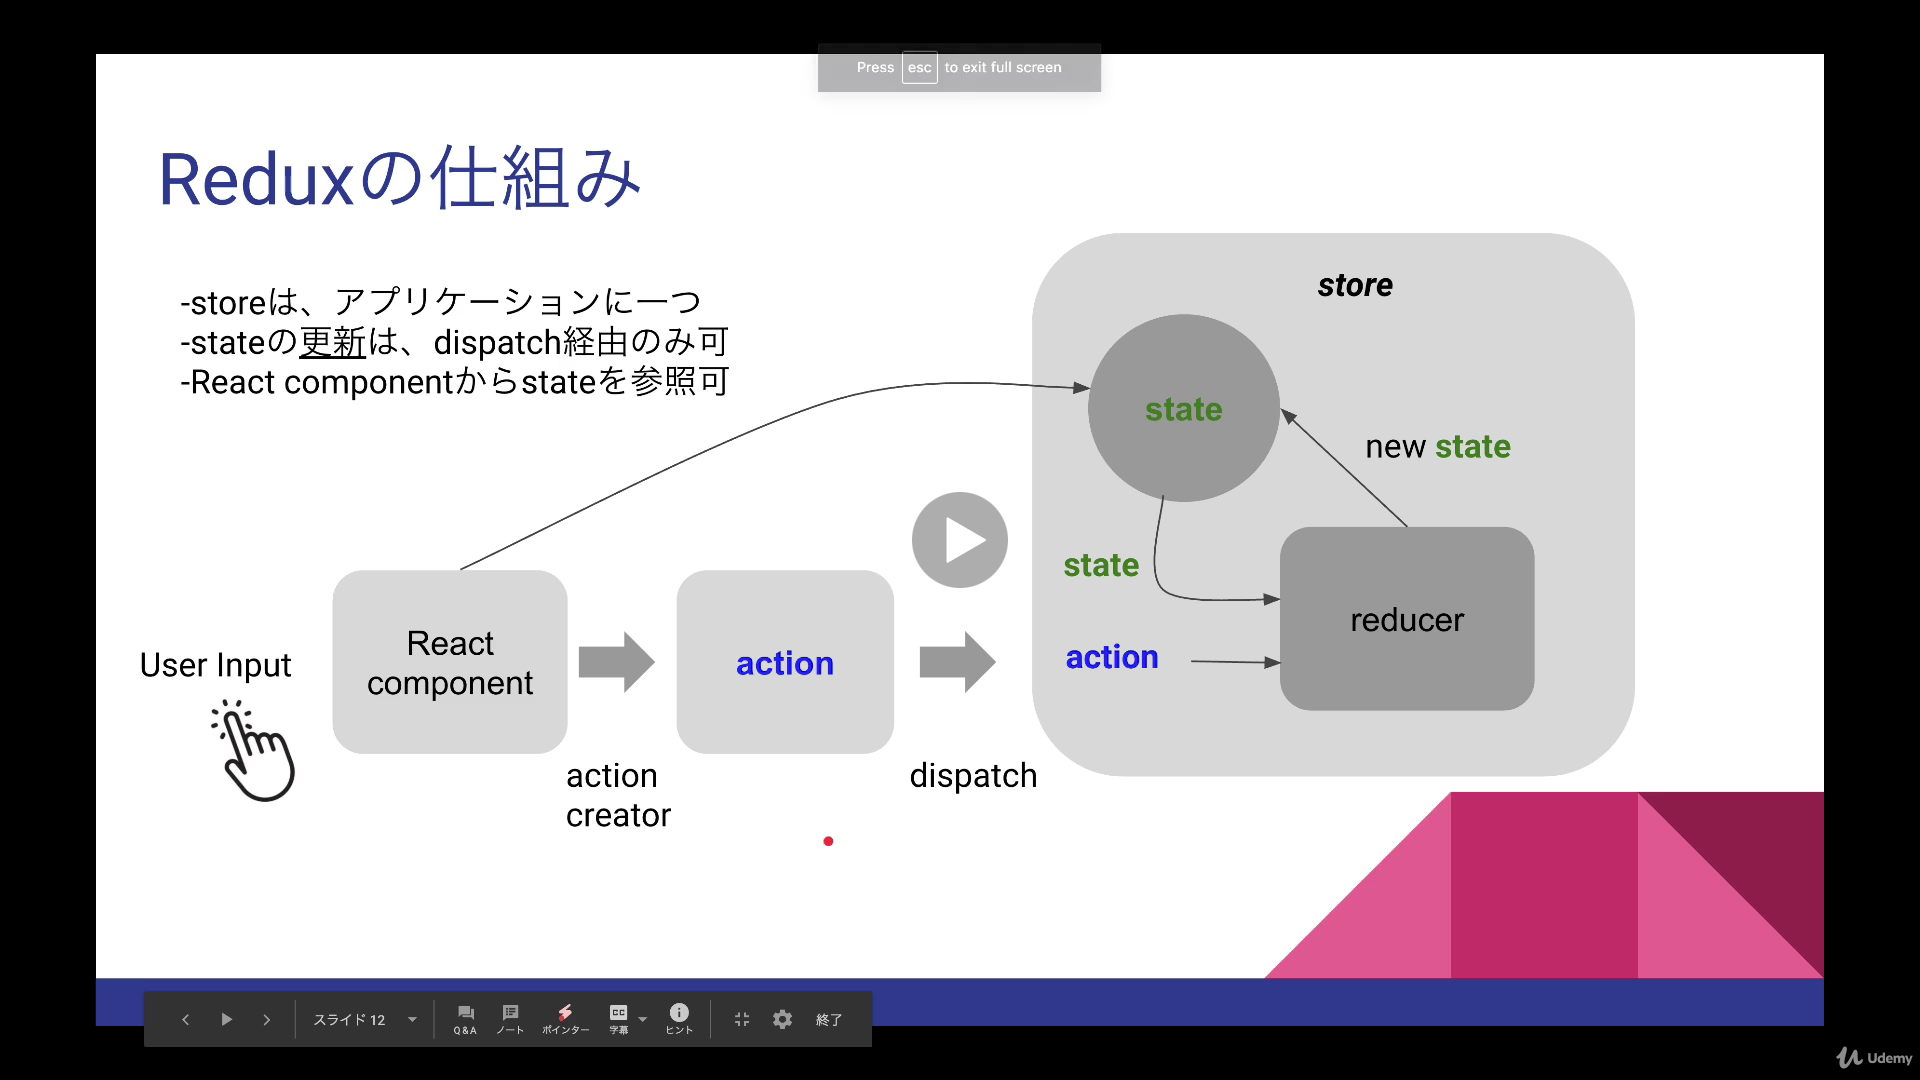 Press esc to exit full screen
Reduxの仕組み
-storeは、アプリケーションに一つ
-stateの更新は、dispatch経由のみ可
-React componentからstateを参照可
store
state
new state
state
action
reducer
User Input
React
component
action
action
creator
dispatch
スライド 12
Q&A
ノート
ポインター
CC
字幕
ヒント
終了
Udemy